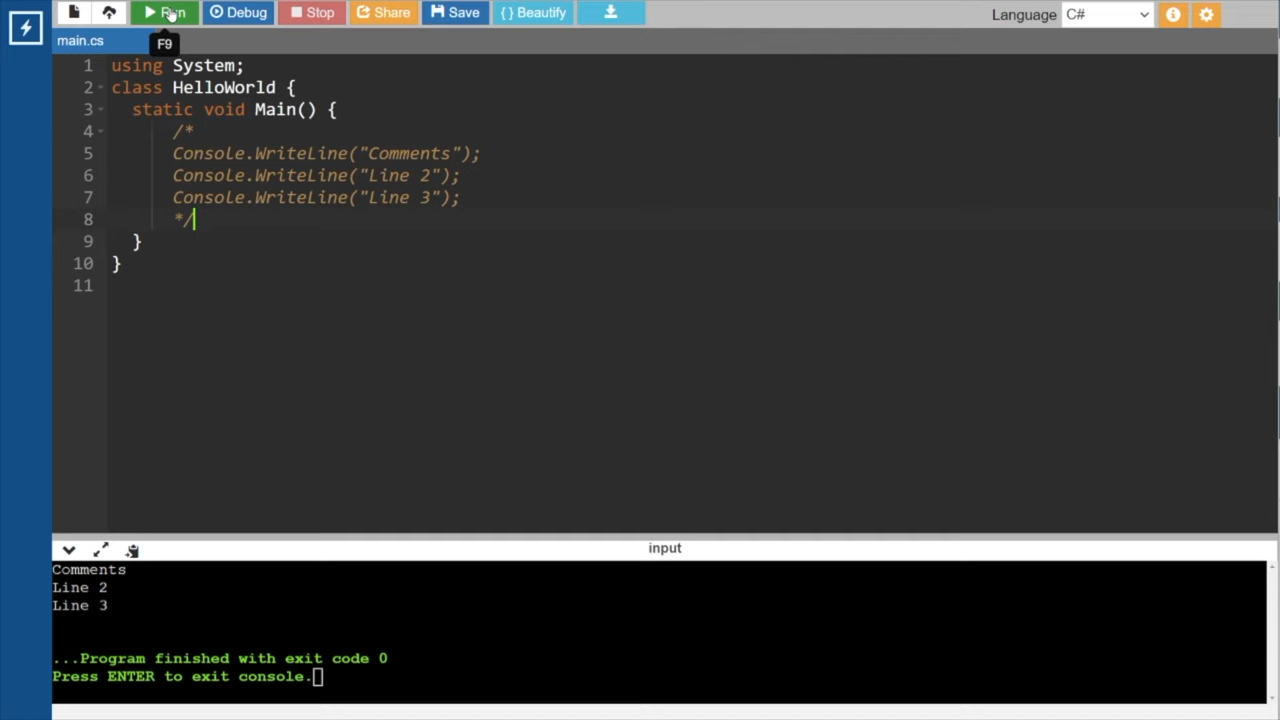 Run
Debug
Stop
Share
Save
{ } Beautify
Language C#
main.cs
F9
1 using System;
2 class HelloWorld {
3 static void Main() {
4 /*
5 Console.WriteLine("Comments");
6 Console.WriteLine("Line 2");
7 Console.WriteLine("Line 3");
8 */
9 }
10 }
11
input
Comments
Line 2
Line 3
...Program finished with exit code 0
Press ENTER to exit console.